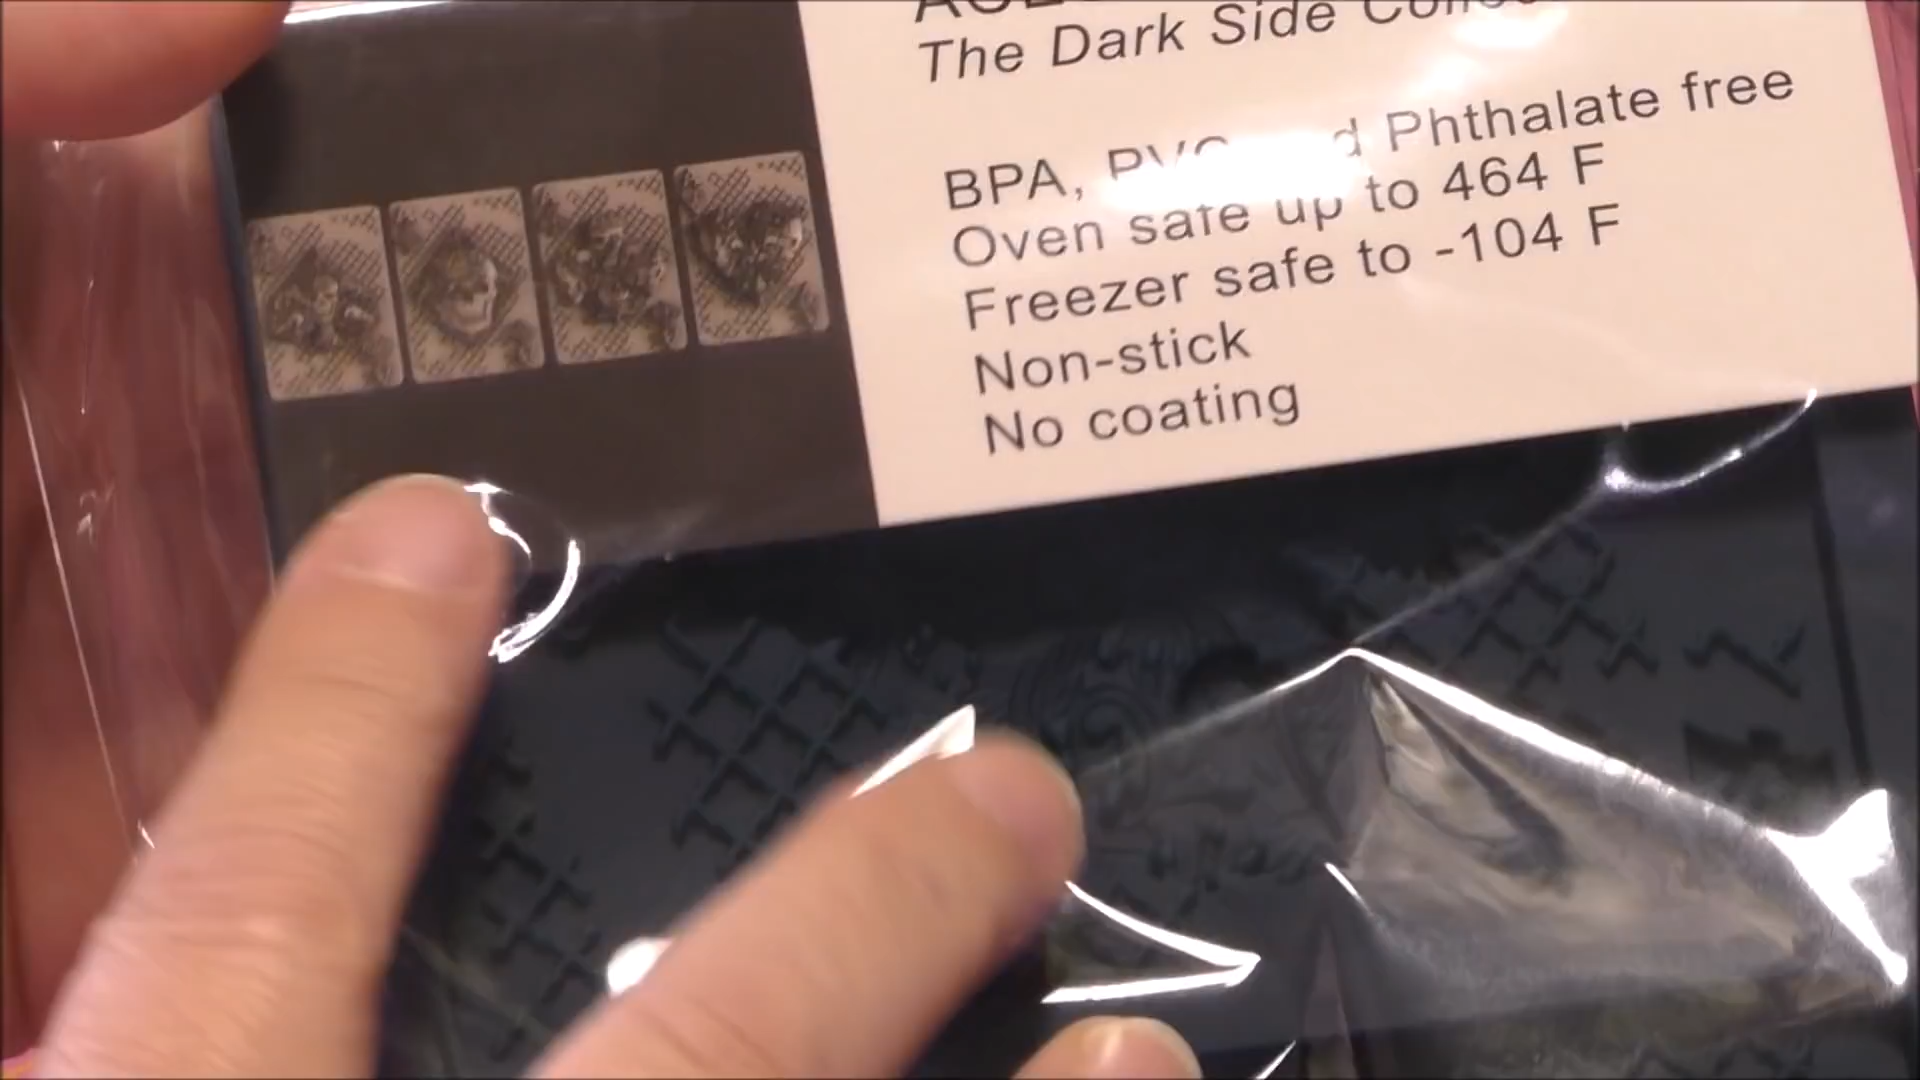 The Dark Side
BPA, Phthalate free
Oven safe up to 464 F
Freezer safe to -104 F
Non-stick
No coating